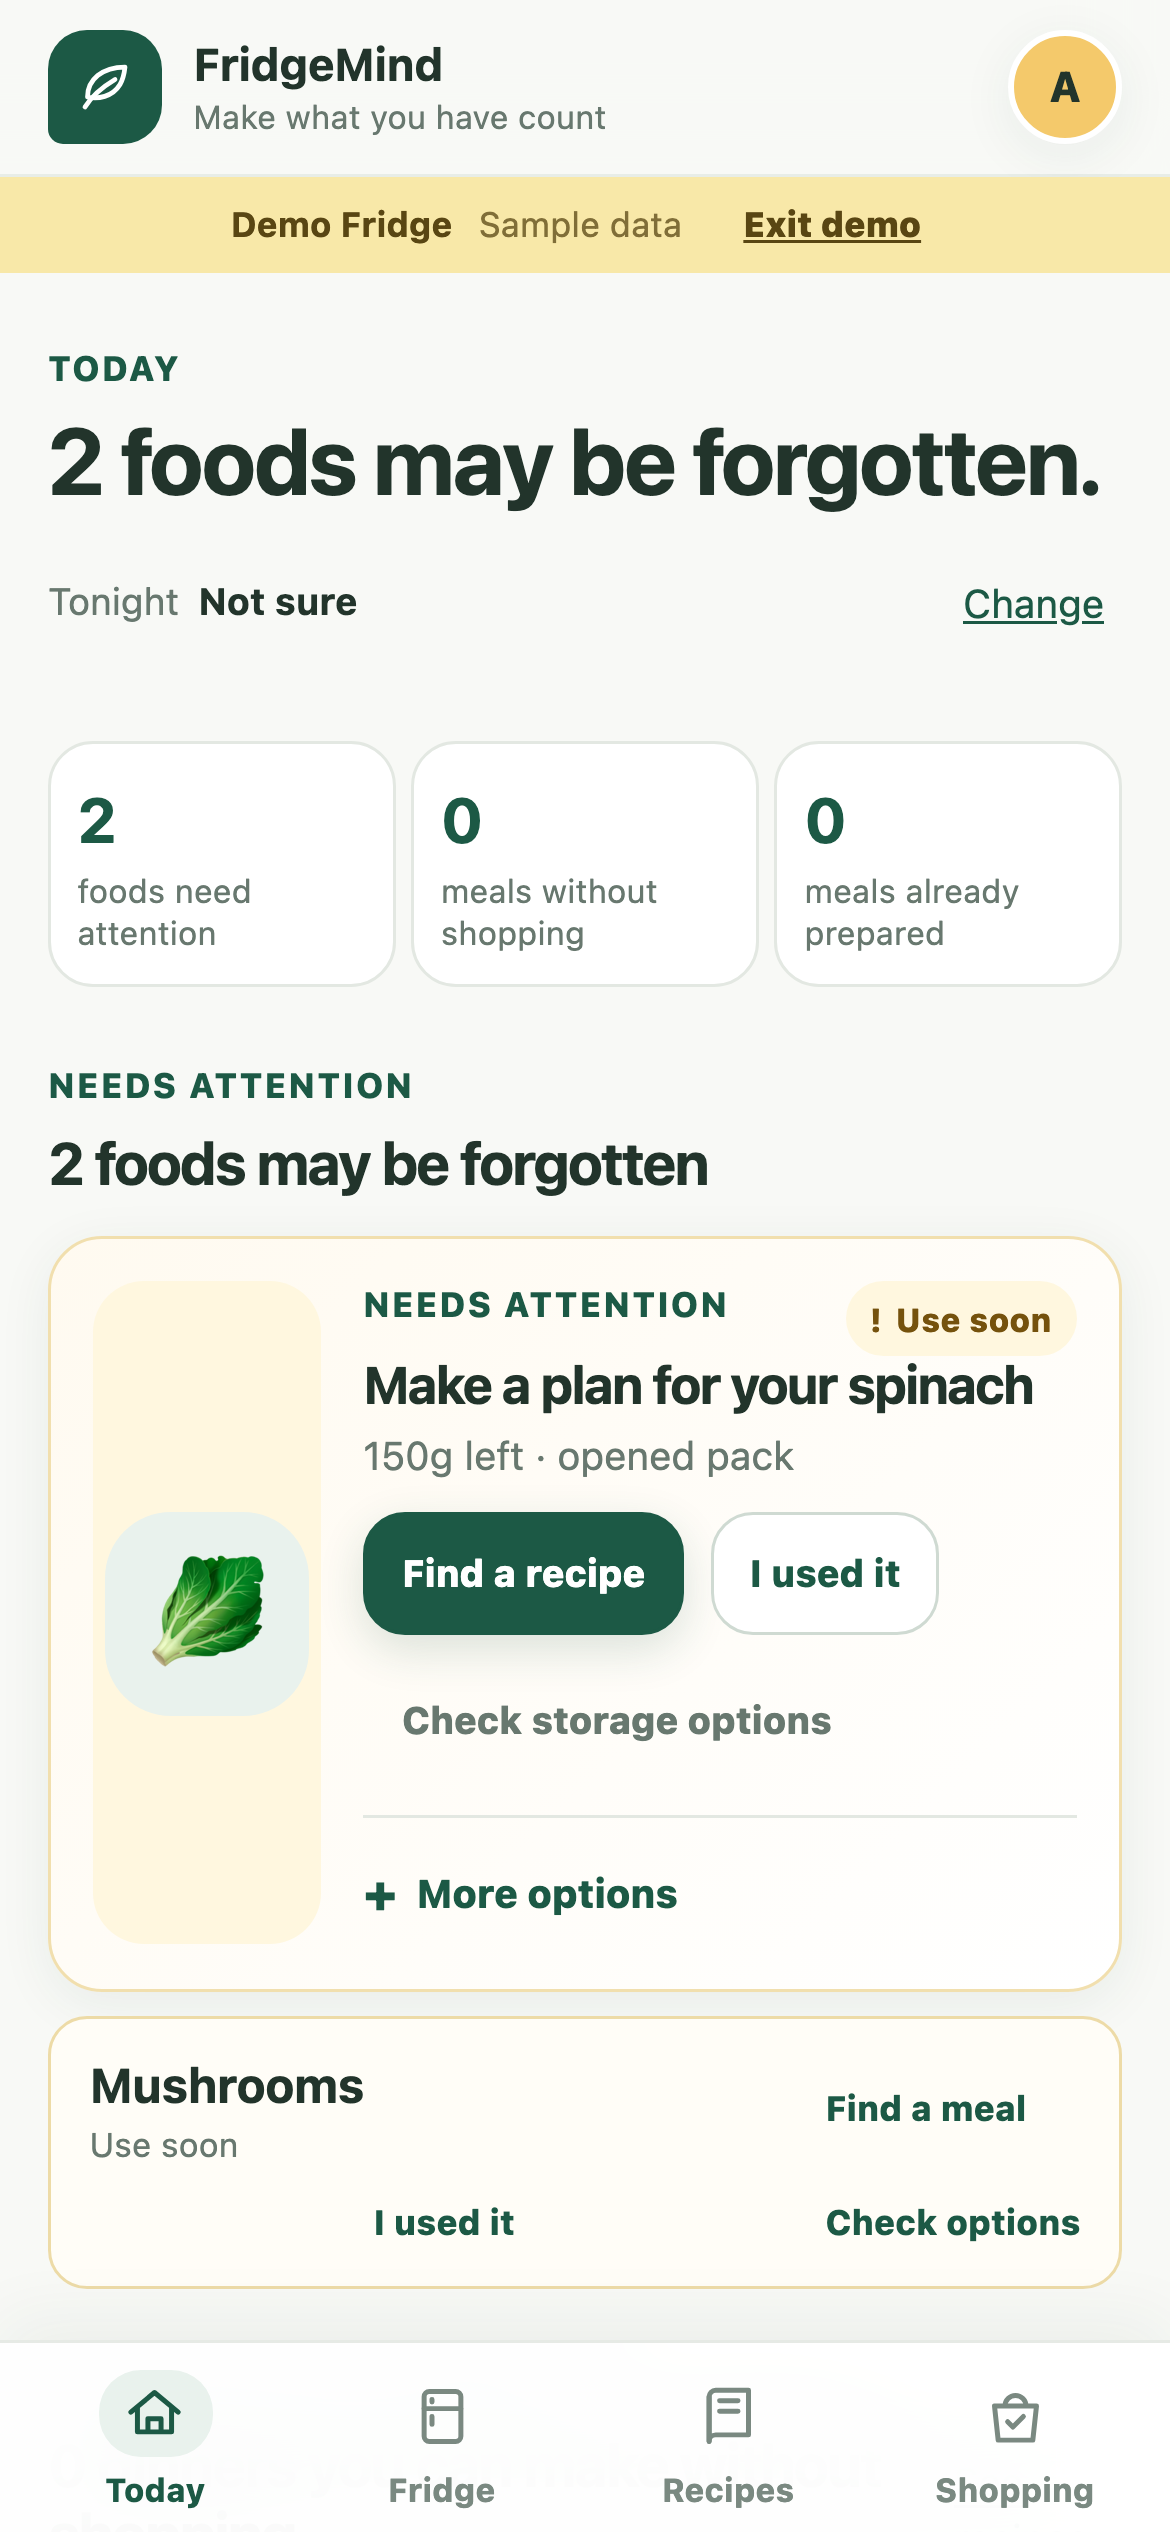 FridgeMind
Make what you have count
A
Demo Fridge Sample data Exit demo
TODAY
2 foods may be forgotten.
Tonight Not sure Change
2
foods need
attention
0
meals without
shopping
0
meals already
prepared
NEEDS ATTENTION
2 foods may be forgotten
NEEDS ATTENTION
! Use soon
Make a plan for your spinach
150g left · opened pack
Find a recipe I used it
Check storage options
+ More options
Mushrooms
Use soon
Find a meal
I used it Check options
Today Fridge Recipes Shopping